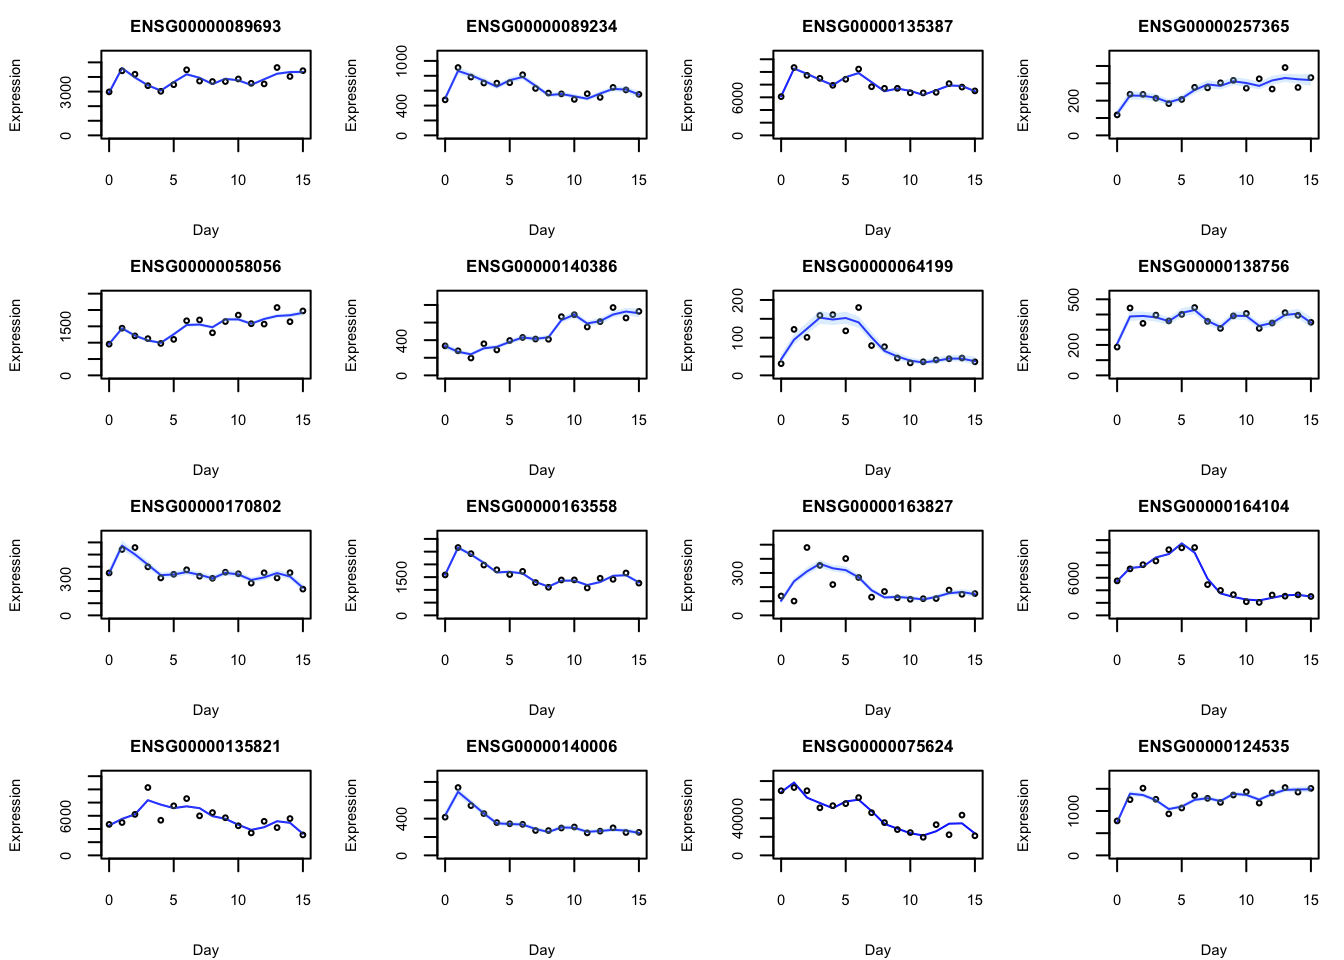 ENSG00000089693 ENSG00000089234 ENSG00000135387 ENSG00000257365
Expression 0 3000 Expression 0 400 1000 Expression 0 6000 Expression 0 200
0 5 10 15 0 5 10 15 0 5 10 15 0 5 10 15
Day Day Day Day
ENSG00000058056 ENSG00000140386 ENSG00000064199 ENSG00000138756
Expression 0 1500 Expression 0 400 Expression 0 100 200 Expression 0 200 500
0 5 10 15 0 5 10 15 0 5 10 15 0 5 10 15
Day Day Day Day
ENSG00000170802 ENSG00000163558 ENSG00000163827 ENSG00000164104
Expression 0 300 Expression 0 1500 Expression 0 300 Expression 0 6000
0 5 10 15 0 5 10 15 0 5 10 15 0 5 10 15
Day Day Day Day
ENSG00000135821 ENSG00000140006 ENSG00000075624 ENSG00000124535
Expression 0 6000 Expression 0 400 Expression 0 40000 Expression 0 1000
0 5 10 15 0 5 10 15 0 5 10 15 0 5 10 15
Day Day Day Day